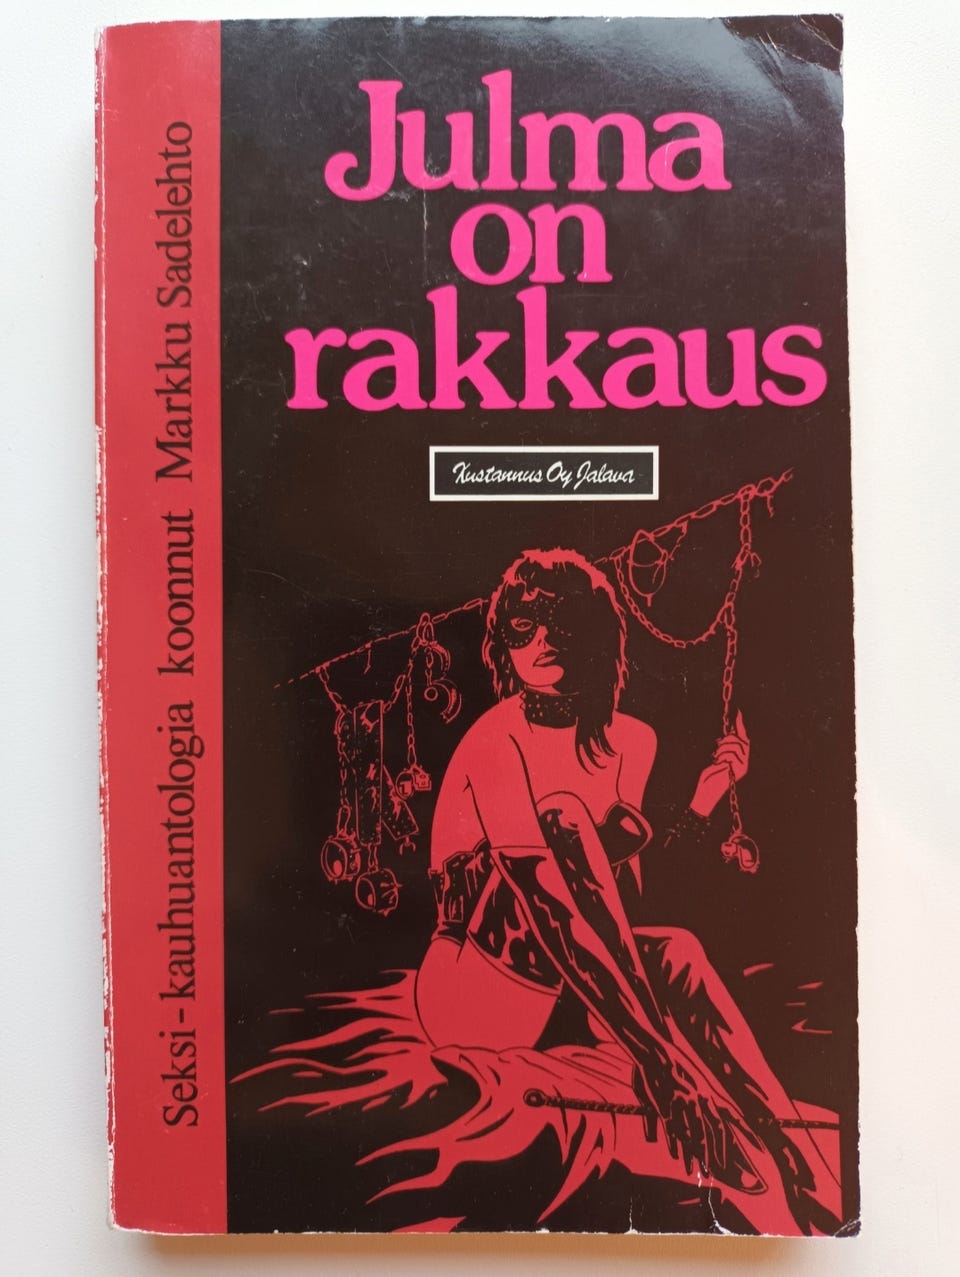 Julma
on
rakkaus
Kustannus Oy Jalava
Seksi-kauhuantologia koonnut Markku Sadelehto